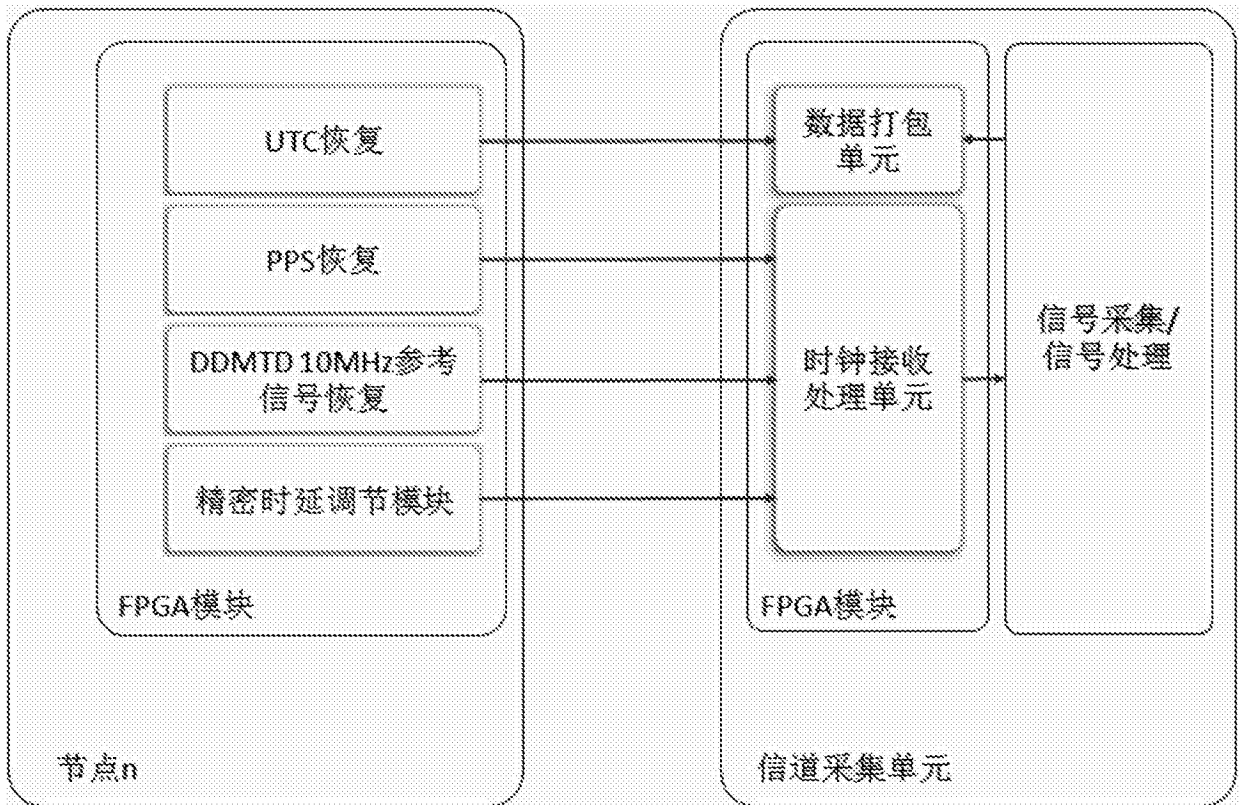 UTC恢复
PPS恢复
DDMTD 10MHz参考
信号恢复
精密时延调节模块
FPGA模块
节点n
数据打包
单元
时钟接收
处理单元
FPGA模块
信号采集/
信号处理
信道采集单元